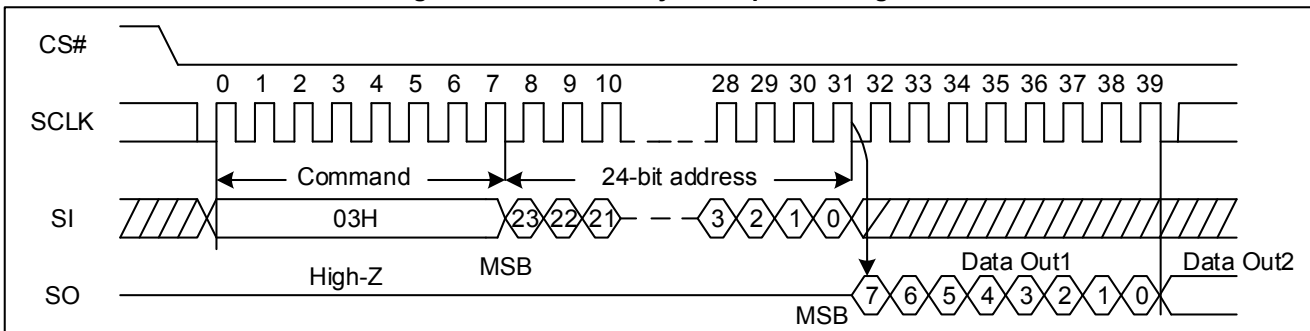 CS#
0 1 2 3 4 5 6 7 8 9 10 28 29 30 31 32 33 34 35 36 37 38 39
SCLK
Command 24-bit address
SI 03H 23 22 21 3 2 1 0
High-Z MSB Data Out1 Data Out2
SO 7 6 5 4 3 2 1 0
MSB